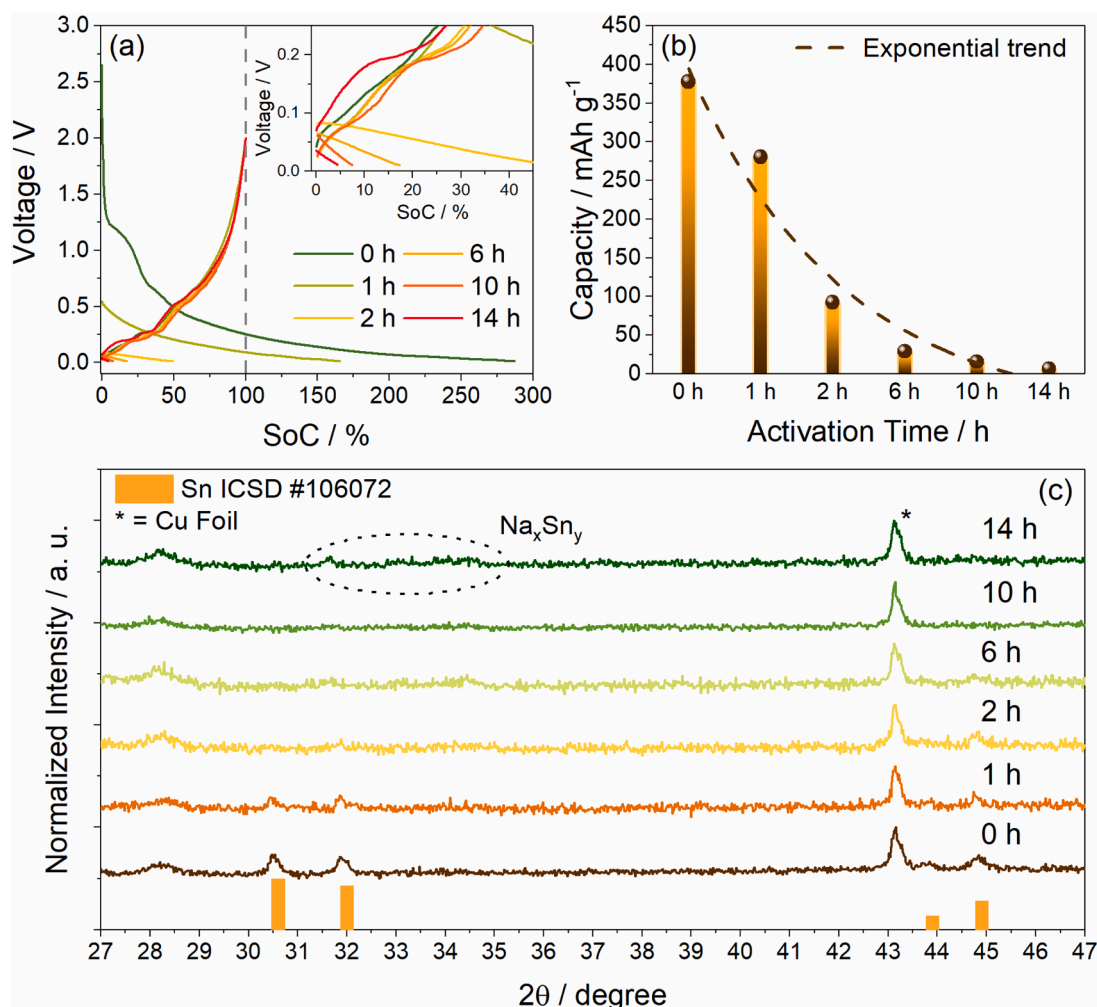 (a)
3.0
2.5
2.0
1.5
1.0
0.5
0.0
Voltage / V
0 50 100 150 200 250 300
SoC / %
0.2
0.1
0.0
Voltage / V
0 10 20 30 40
SoC / %
0 h 6 h
1 h 10 h
2 h 14 h
(b)
Exponential trend
450
400
350
300
250
200
150
100
50
0
Capacity / mAh g⁻¹
0 h 1 h 2 h 6 h 10 h 14 h
Activation Time / h
(c)
Sn ICSD #106072
* = Cu Foil
NaₓSnᵧ
*
14 h
10 h
6 h
2 h
1 h
0 h
Normalized Intensity / a. u.
27 28 29 30 31 32 33 34 35 36 37 38 39 40 41 42 43 44 45 46 47
2θ / degree